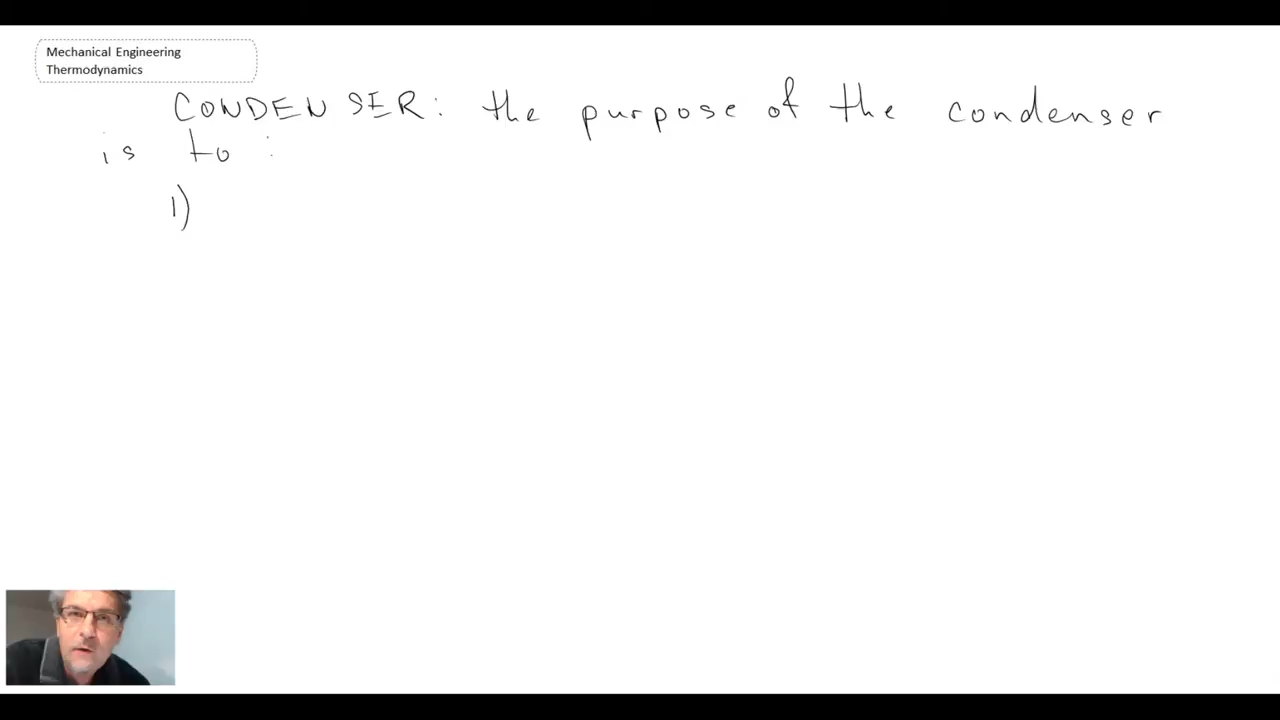 Mechanical Engineering
Thermodynamics
CONDENSER: the purpose of the condenser
is to :
1)